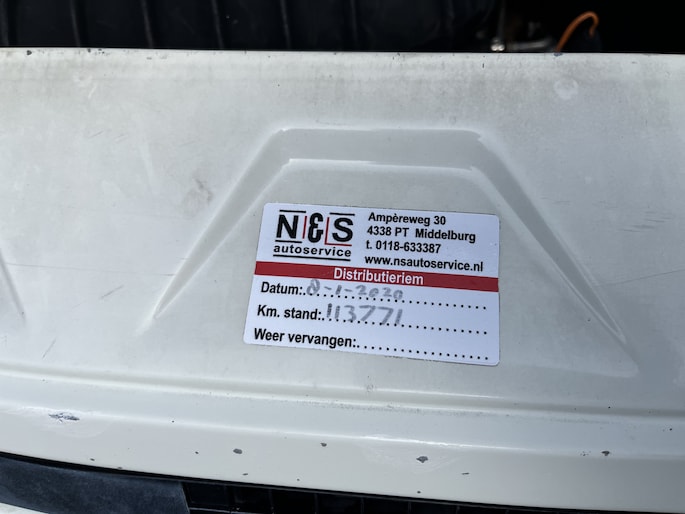 N&S
autoservice
Ampèreweg 30
4338 PT Middelburg
t. 0118-633387
www.nsautoservice.nl
Distributieriem
Datum: 8-1-2020
Km. stand: 113771
Weer vervangen: